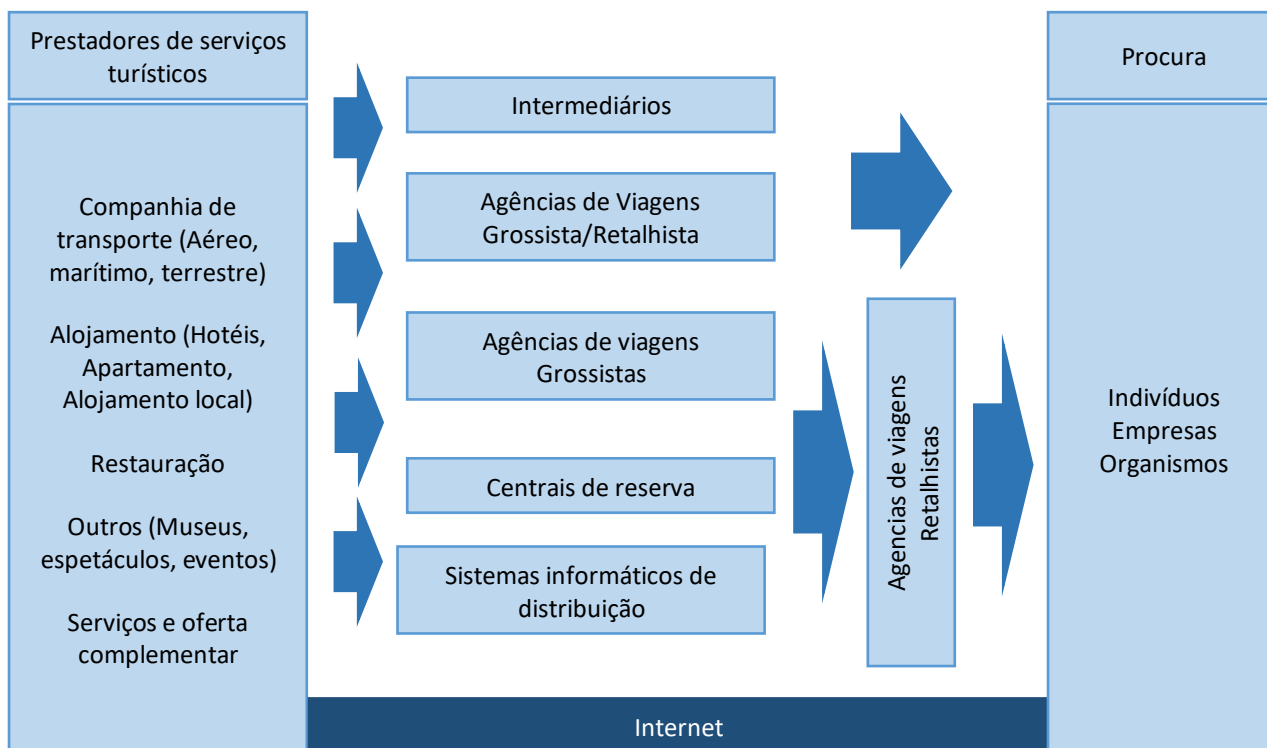 Prestadores de serviços
turísticos
Companhia de
transporte (Aéreo,
marítimo, terrestre)
Alojamento (Hotéis,
Apartamento,
Alojamento local)
Restauração
Outros (Museus,
espetáculos, eventos)
Serviços e oferta
complementar
Intermediários
Agências de Viagens
Grossista/Retalhista
Agências de viagens
Grossistas
Centrais de reserva
Sistemas informáticos de
distribuição
Agencias de viagens
Retalhistas
Procura
Indivíduos
Empresas
Organismos
Internet